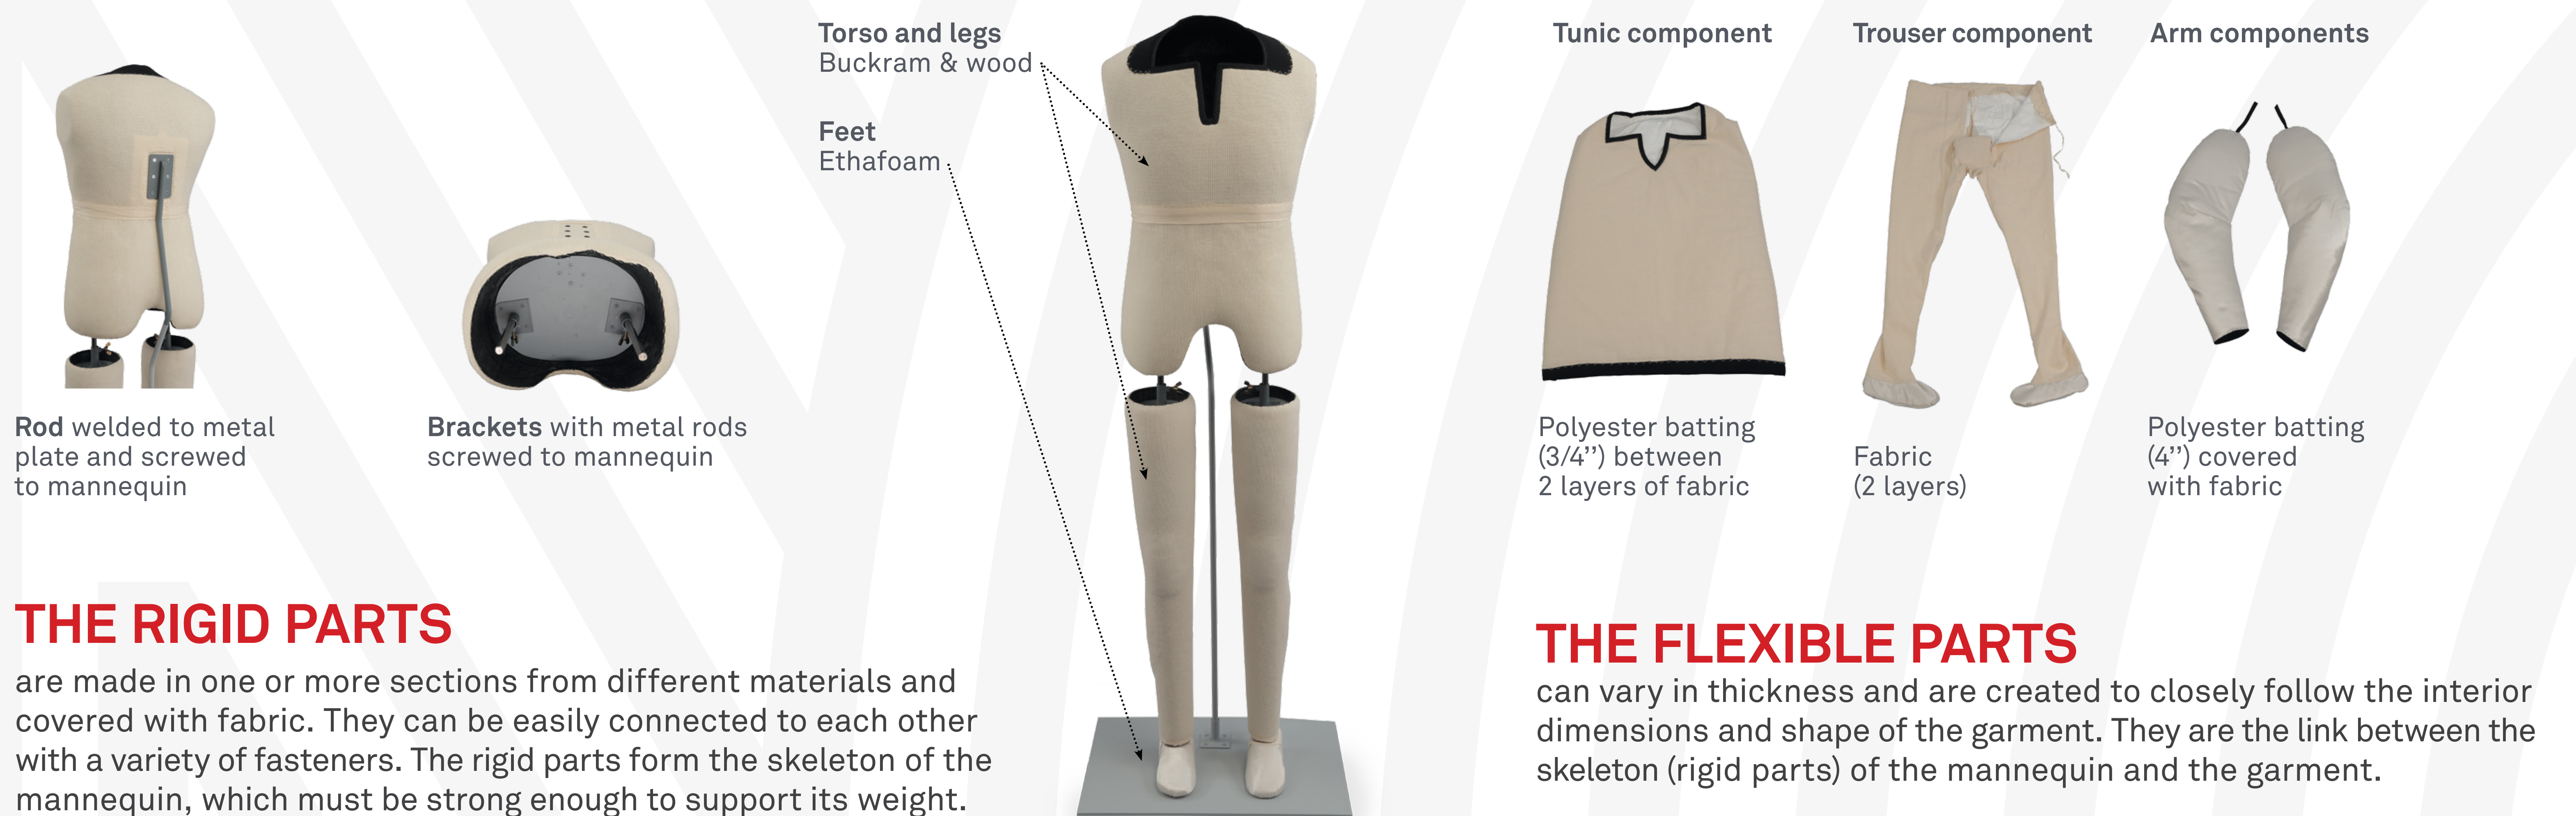 Torso and legs
Buckram & wood
Feet
Ethafoam
Rod welded to metal
plate and screwed
to mannequin
Brackets with metal rods
screwed to mannequin
THE RIGID PARTS
are made in one or more sections from different materials and
covered with fabric. They can be easily connected to each other
with a variety of fasteners. The rigid parts form the skeleton of the
mannequin, which must be strong enough to support its weight.
Tunic component
Polyester batting
(3/4’’) between
2 layers of fabric
Trouser component
Fabric
(2 layers)
Arm components
Polyester batting
(4’’) covered
with fabric
THE FLEXIBLE PARTS
can vary in thickness and are created to closely follow the interior
dimensions and shape of the garment. They are the link between the
skeleton (rigid parts) of the mannequin and the garment.